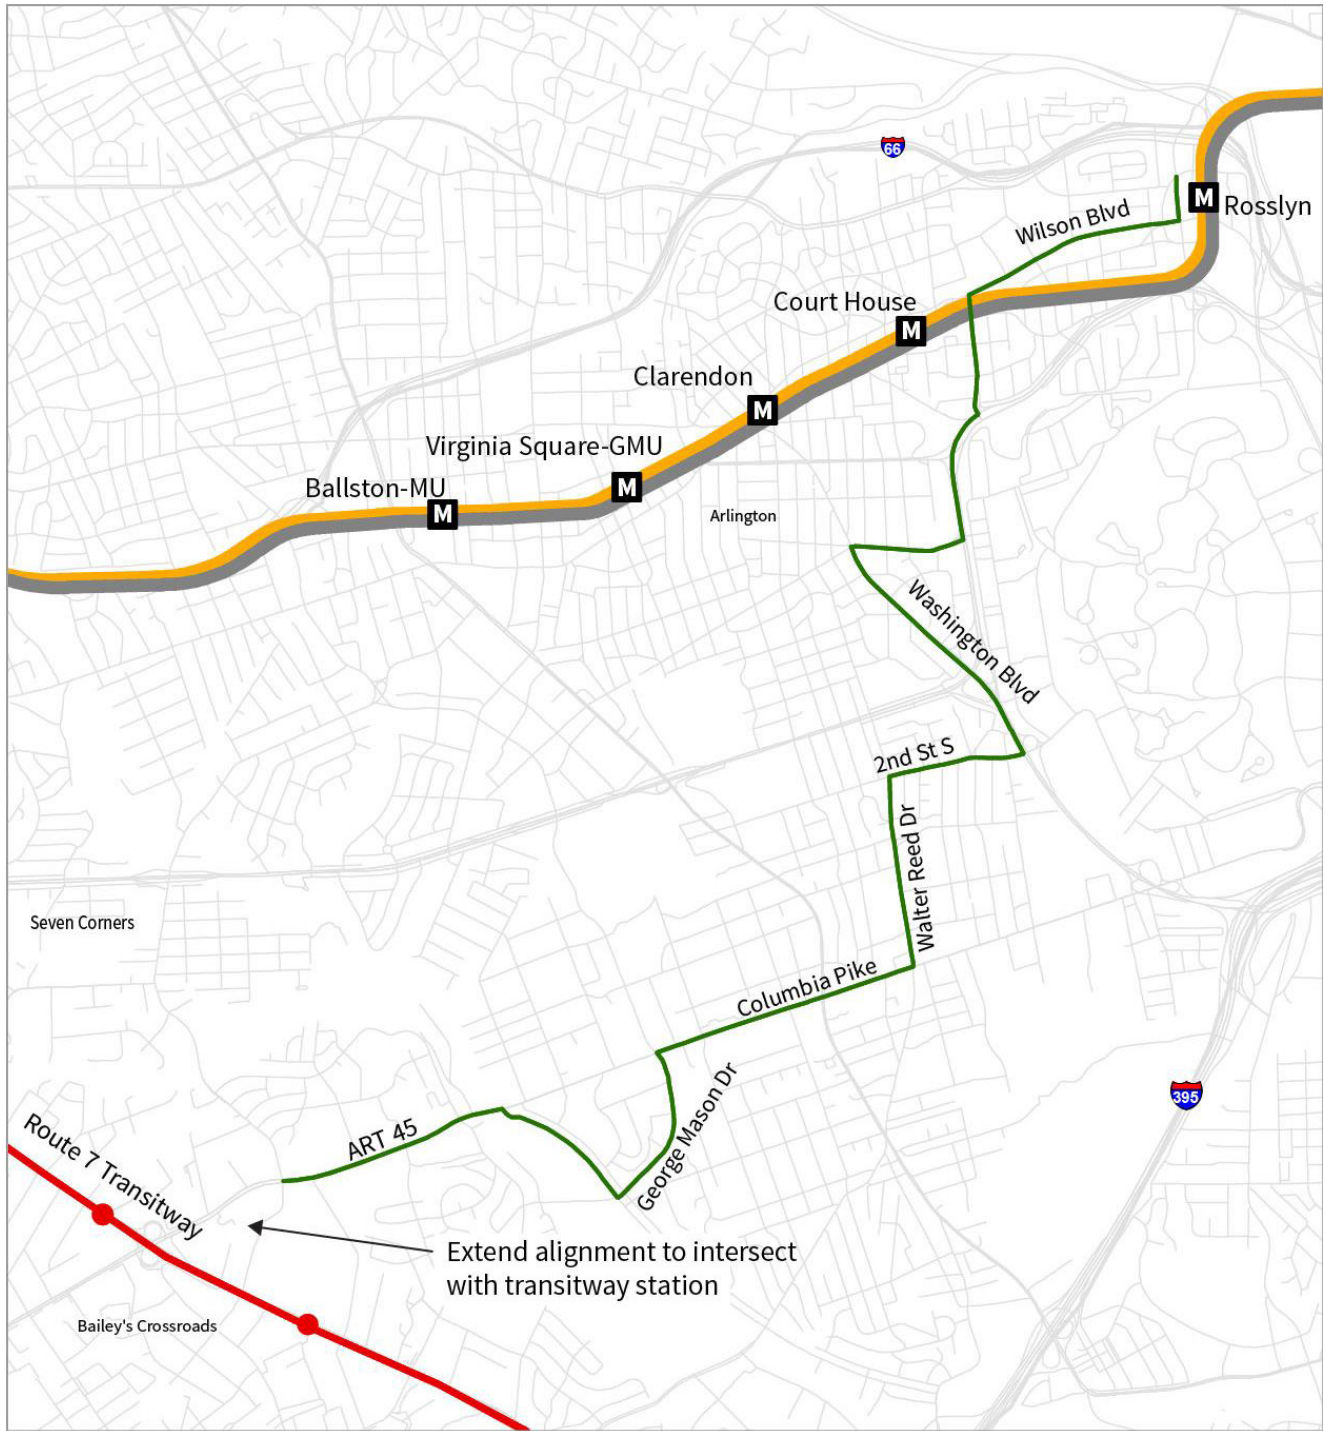 66
M
Rosslyn
Wilson Blvd
Court House
M
Clarendon
M
Virginia Square-GMU
M
Ballston-MU
M
Arlington
Washington Blvd
2nd St S
Walter Reed Dr
Seven Corners
Columbia Pike
George Mason Dr
395
ART 45
Route 7 Transitway
Extend alignment to intersect
with transitway station
Bailey's Crossroads